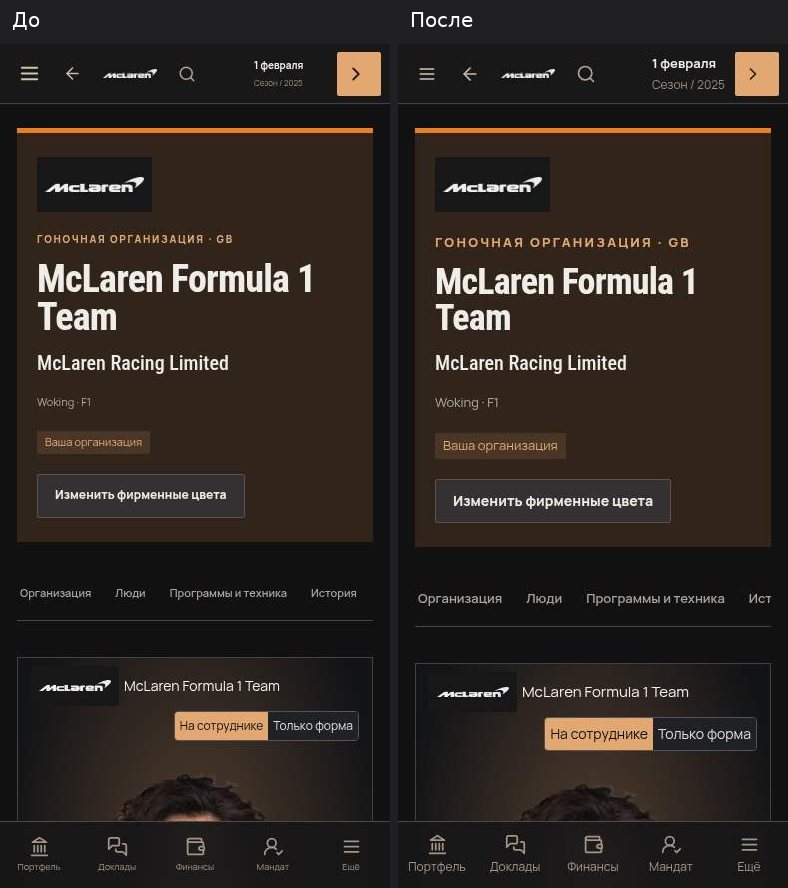 До
После
McLaren
1 февраля
Сезон / 2025
McLaren
1 февраля
Сезон / 2025
McLaren
ГОНОЧНАЯ ОРГАНИЗАЦИЯ · GB
McLaren Formula 1
Team
McLaren Racing Limited
Woking · F1
Ваша организация
Изменить фирменные цвета
Организация Люди Программы и техника История
McLaren McLaren Formula 1 Team
На сотруднике Только форма
Портфель Доклады Финансы Мандат Ещё
McLaren
ГОНОЧНАЯ ОРГАНИЗАЦИЯ · GB
McLaren Formula 1
Team
McLaren Racing Limited
Woking · F1
Ваша организация
Изменить фирменные цвета
Организация Люди Программы и техника Ист
McLaren McLaren Formula 1 Team
На сотруднике Только форма
Портфель Доклады Финансы Мандат Ещё